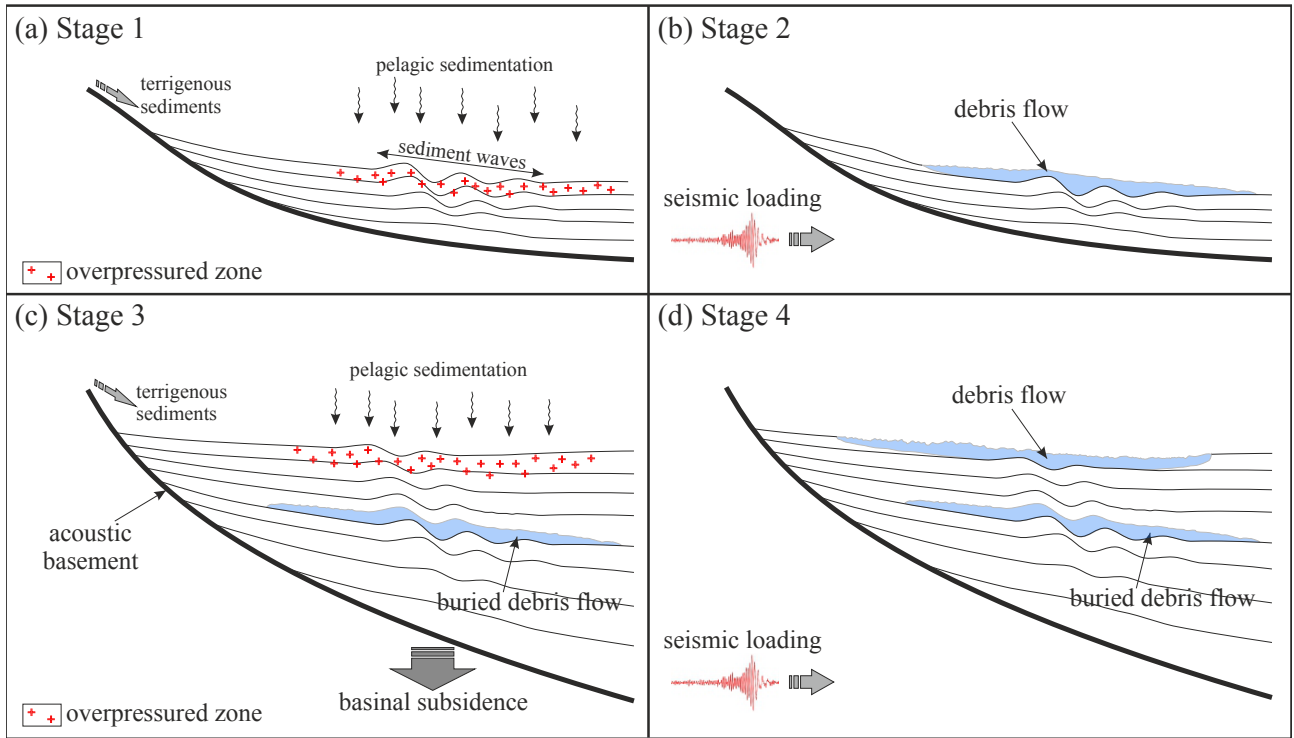 (a) Stage 1
terrigenous
sediments
pelagic sedimentation
sediment waves
overpressured zone
(b) Stage 2
debris flow
seismic loading
(c) Stage 3
terrigenous
sediments
pelagic sedimentation
acoustic
basement
buried debris flow
basinal subsidence
overpressured zone
(d) Stage 4
debris flow
buried debris flow
seismic loading